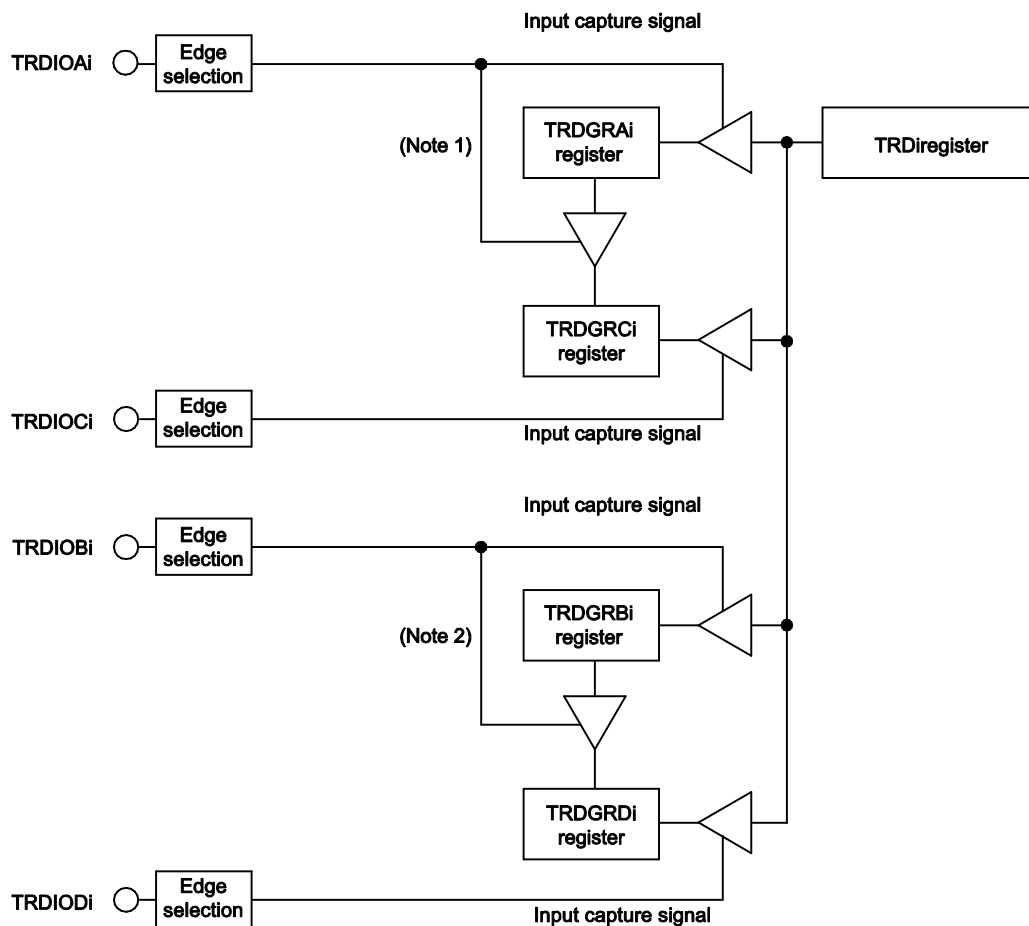 Input capture signal
TRDIOAi
Edge
selection
(Note 1)
TRDGRAi
register
TRDiregister
TRDGRCi
register
TRDIOCi
Edge
selection
Input capture signal
Input capture signal
TRDIOBi
Edge
selection
(Note 2)
TRDGRBi
register
TRDGRDi
register
TRDIODi
Edge
selection
Input capture signal